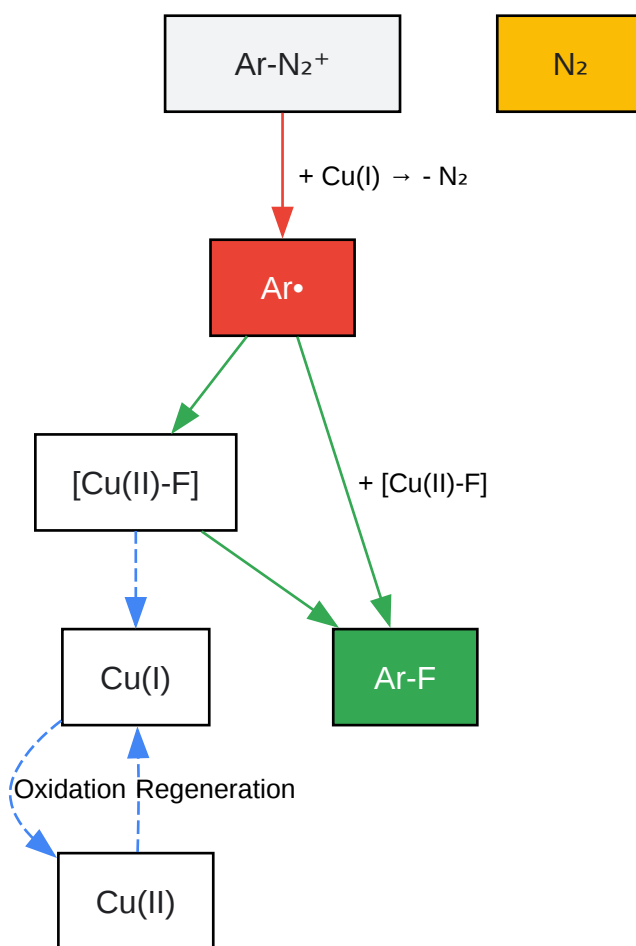 Ar-N₂⁺
N₂
+ Cu(I) → - N₂
Ar•
[Cu(II)-F]
+ [Cu(II)-F]
Cu(I)
Ar-F
Oxidation
Regeneration
Cu(II)